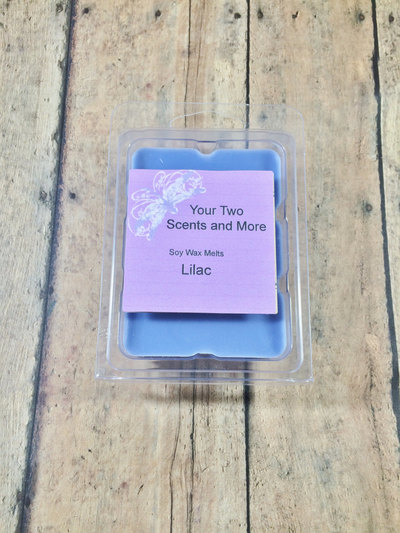 Your Two
Scents and More
Soy Wax Melts
Lilac